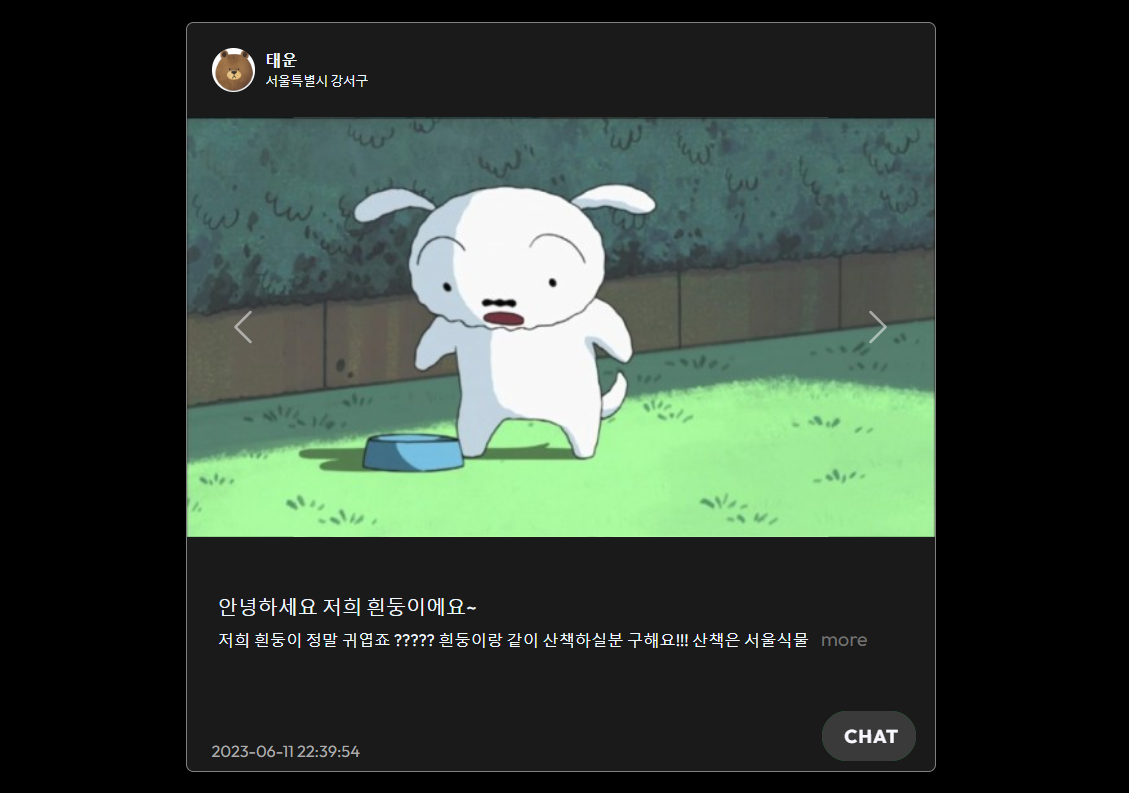 태운
서울특별시 강서구
안녕하세요 저희 흰둥이에요~
저희 흰둥이 정말 귀엽죠 ????? 흰둥이랑 같이 산책하실분 구해요!!! 산책은 서울식물 more
2023-06-11 22:39:54
CHAT